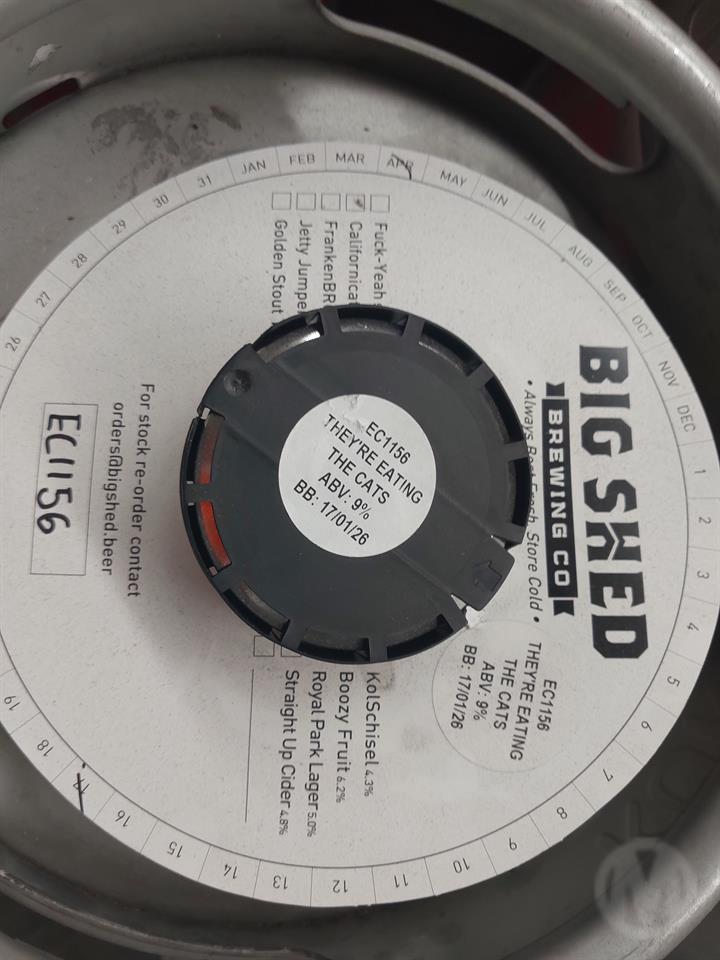 BIG SHED
BREWING CO
• Always
Fresh, Store Cold •
Fuck-Yeah
FrankenBR
Jetty Jumpe
Golden Stout
KolSchisel 4.3%
Boozy Fruit 6.2%
Royal Park Lager 5.0%
Straight Up Cider 4.8%
EC1156
THEY'RE EATING
THE CATS
ABV: 9%
BB: 17/01/26
EC1156
THEY'RE EATING
THE CATS
ABV: 9%
BB: 17/01/26
For stock re-order contact
orders@bigshed.beer
EC1156
JAN FEB MAR APR MAY JUN JUL AUG SEP OCT NOV DEC
1 2 3 4 5 6 7 8 9 10 11 12 13 14 15 16 17 18 19
26 27 28 29 30 31
M